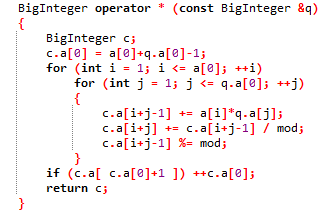 BigInteger operator * (const BigInteger &q)
{
BigInteger c;
c.a[0] = a[0]+q.a[0]-1;
for (int i = 1; i <= a[0]; ++i)
for (int j = 1; j <= q.a[0]; ++j)
{
c.a[i+j-1] += a[i]*q.a[j];
c.a[i+j] += c.a[i+j-1] / mod;
c.a[i+j-1] %= mod;
}
if (c.a[ c.a[0]+1 ]) ++c.a[0];
return c;
}